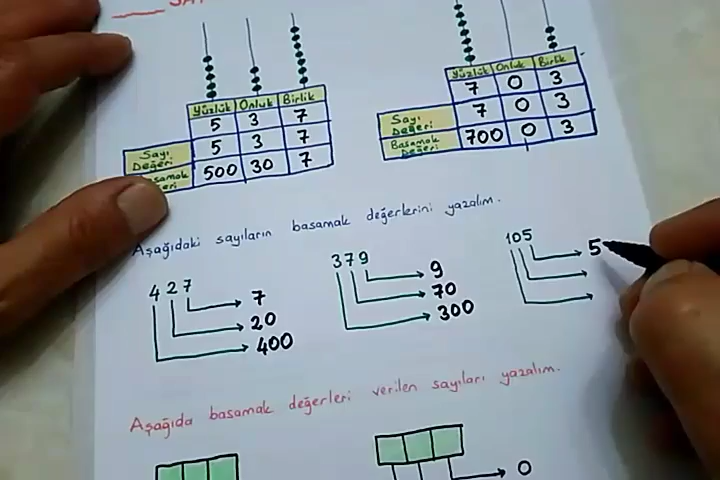 Yüzlük Onluk Birlik
5 3 7
Sayı Değeri 5 3 7
500 30 7
Yüzlük Onluk Birlik
7 0 3
Sayı Değeri 7 0 3
Basamak Değeri 700 0 3
Aşağıdaki sayıların basamak değerlerini yazalım.
427
7
20
400
379
9
70
300
105
5
Aşağıda basamak değerleri verilen sayıları yazalım.
0